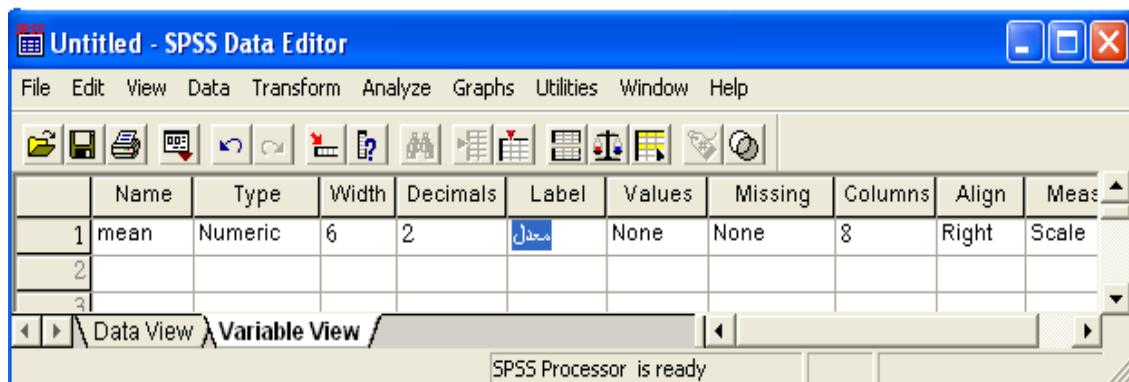 Untitled - SPSS Data Editor
File Edit View Data Transform Analyze Graphs Utilities Window Help
Name Type Width Decimals Label Values Missing Columns Align Meas
1 mean Numeric 6 2 معدل None None 8 Right Scale
2
3
Data View Variable View
SPSS Processor is ready